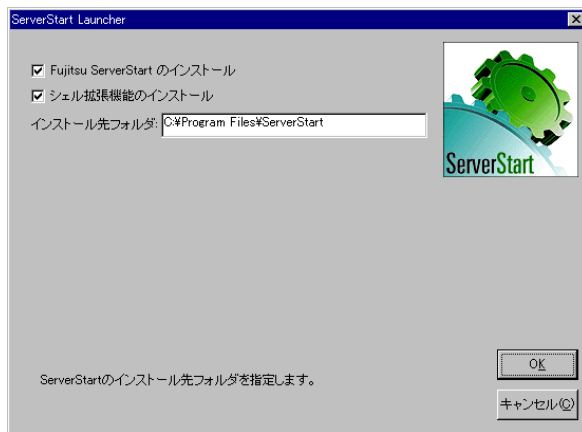 ServerStart Launcher
Fujitsu ServerStart のインストール
シェル拡張機能のインストール
インストール先フォルダ: C:¥Program Files¥ServerStart
ServerStart
ServerStartのインストール先フォルダを指定します。
OK
キャンセル(C)